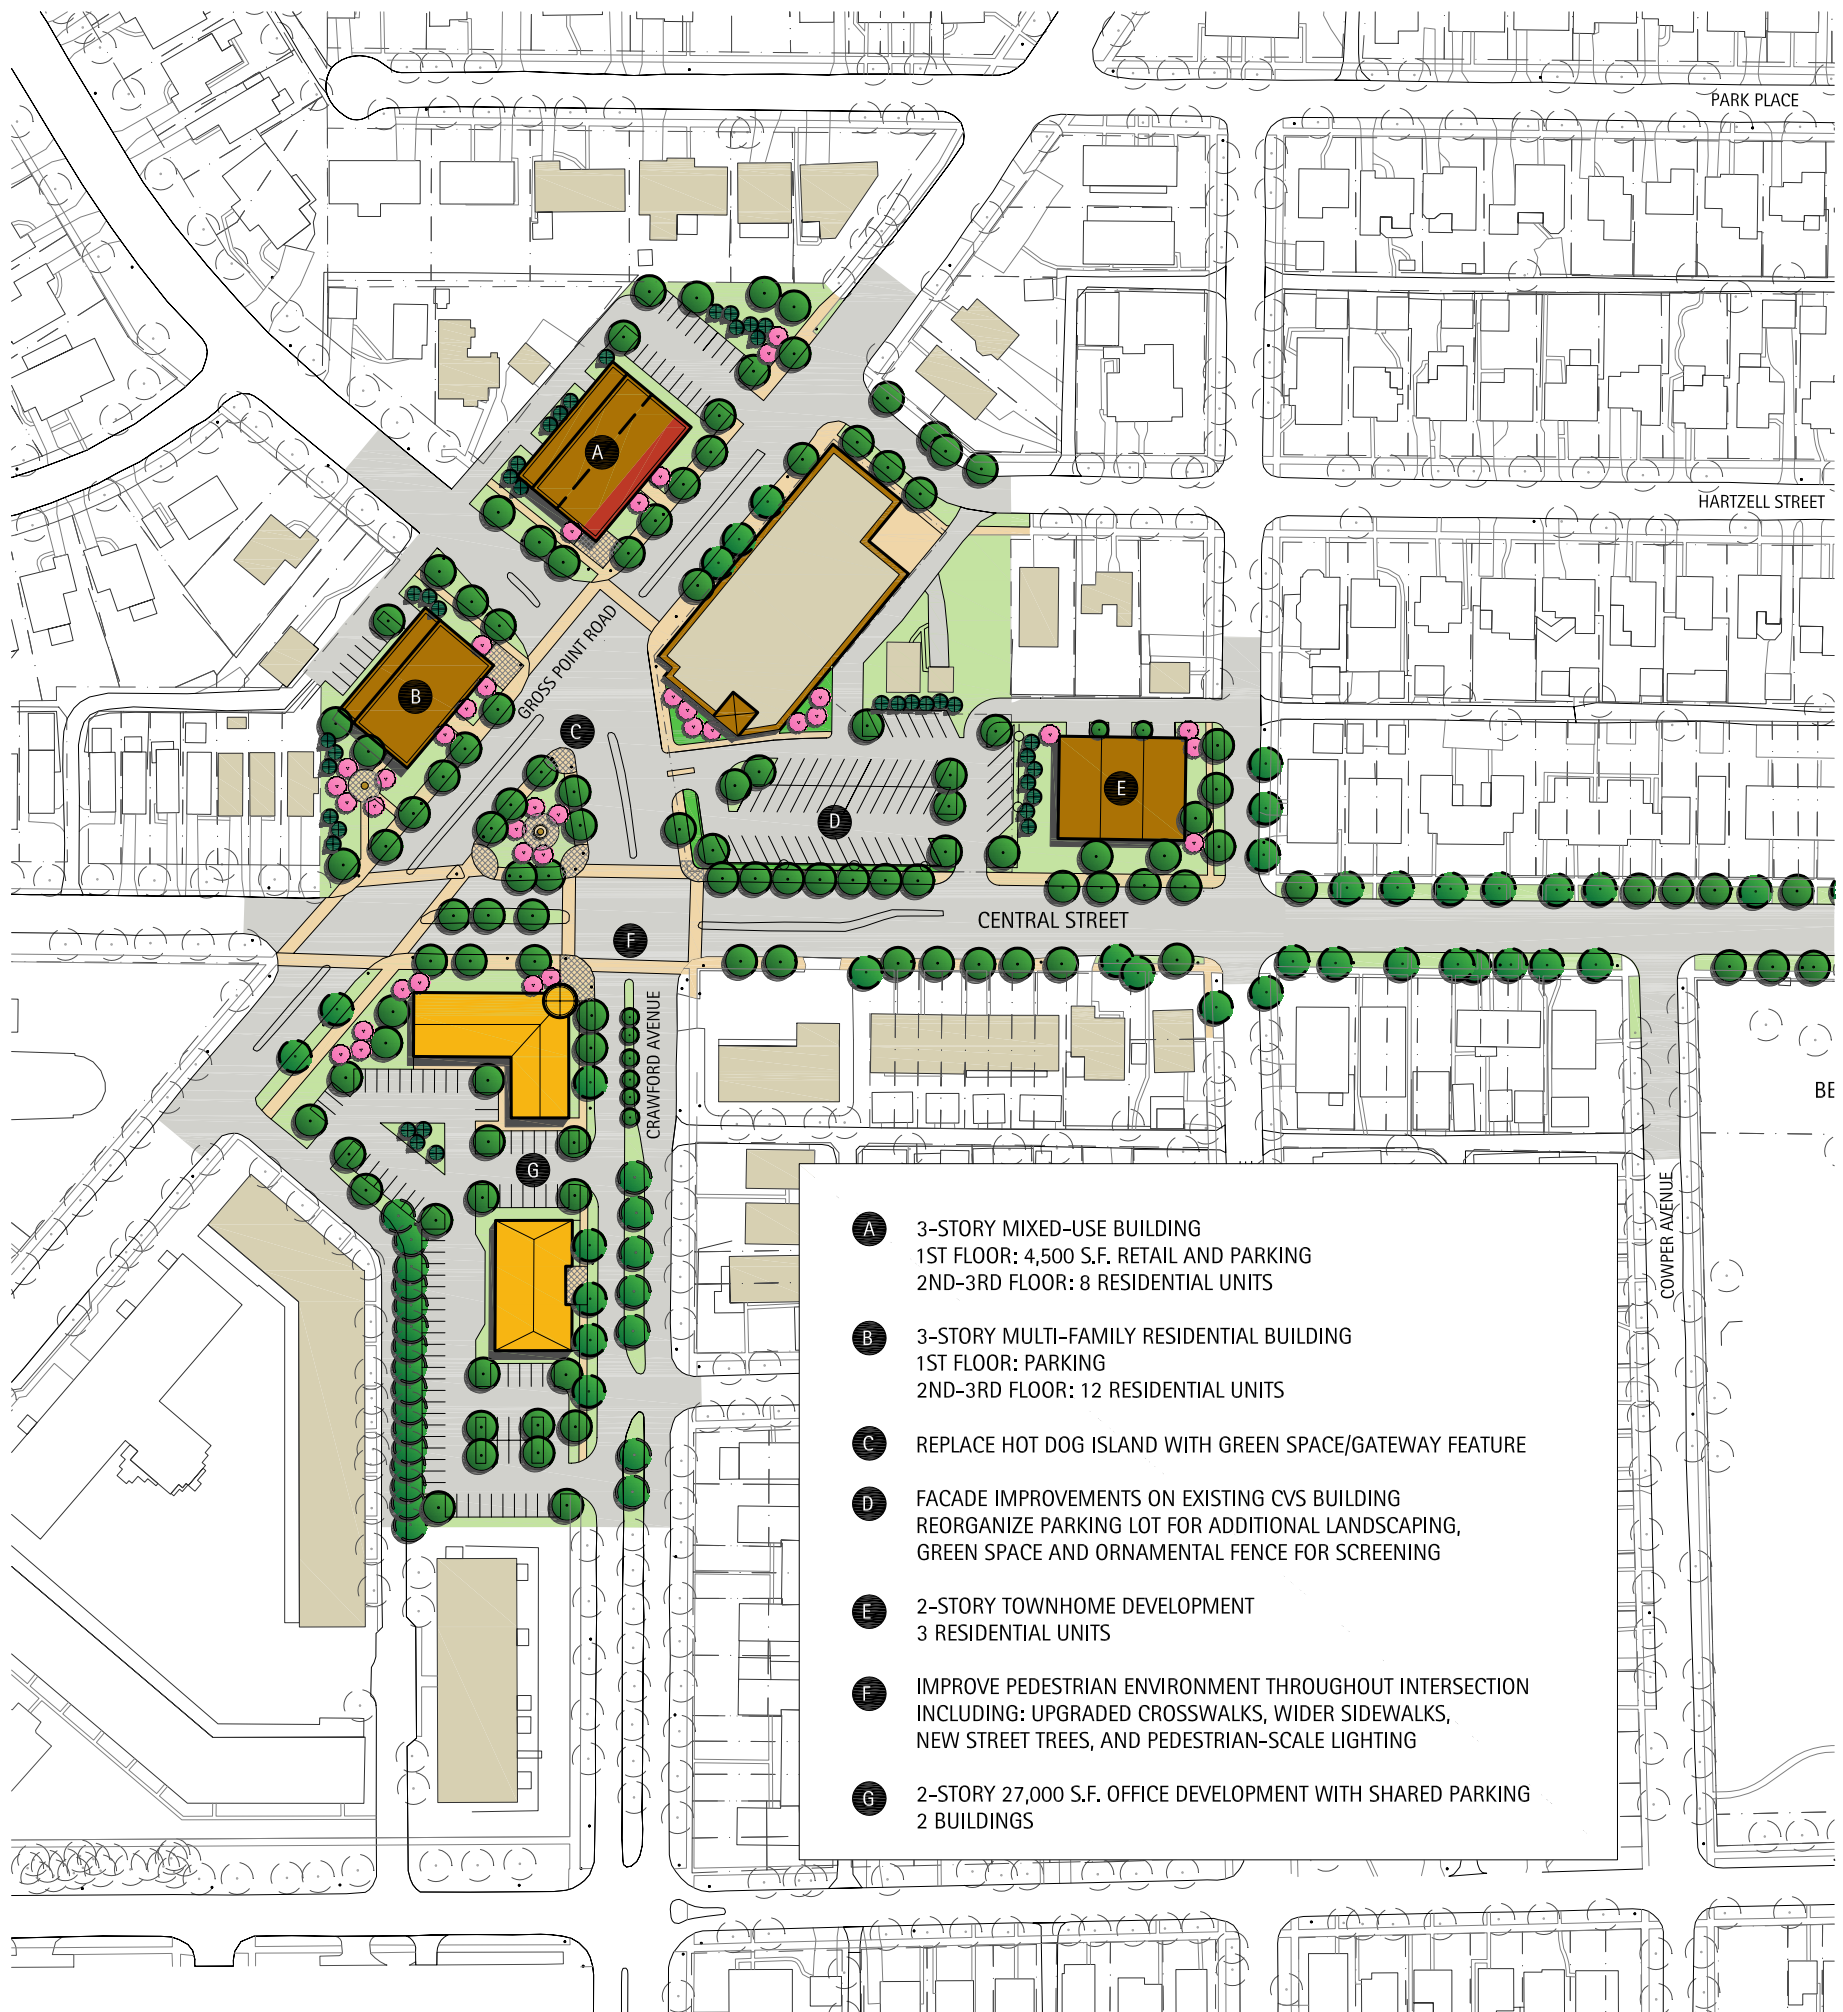 PARK PLACE
HARTZELL STREET
A
B
GROSS POINT ROAD
C
D
E
CENTRAL STREET
F
CRAWFORD AVENUE
G
BE
COWPER AVENUE
A 3-STORY MIXED-USE BUILDING
1ST FLOOR: 4,500 S.F. RETAIL AND PARKING
2ND-3RD FLOOR: 8 RESIDENTIAL UNITS
B 3-STORY MULTI-FAMILY RESIDENTIAL BUILDING
1ST FLOOR: PARKING
2ND-3RD FLOOR: 12 RESIDENTIAL UNITS
C REPLACE HOT DOG ISLAND WITH GREEN SPACE/GATEWAY FEATURE
D FACADE IMPROVEMENTS ON EXISTING CVS BUILDING
REORGANIZE PARKING LOT FOR ADDITIONAL LANDSCAPING,
GREEN SPACE AND ORNAMENTAL FENCE FOR SCREENING
E 2-STORY TOWNHOME DEVELOPMENT
3 RESIDENTIAL UNITS
F IMPROVE PEDESTRIAN ENVIRONMENT THROUGHOUT INTERSECTION
INCLUDING: UPGRADED CROSSWALKS, WIDER SIDEWALKS,
NEW STREET TREES, AND PEDESTRIAN-SCALE LIGHTING
G 2-STORY 27,000 S.F. OFFICE DEVELOPMENT WITH SHARED PARKING
2 BUILDINGS